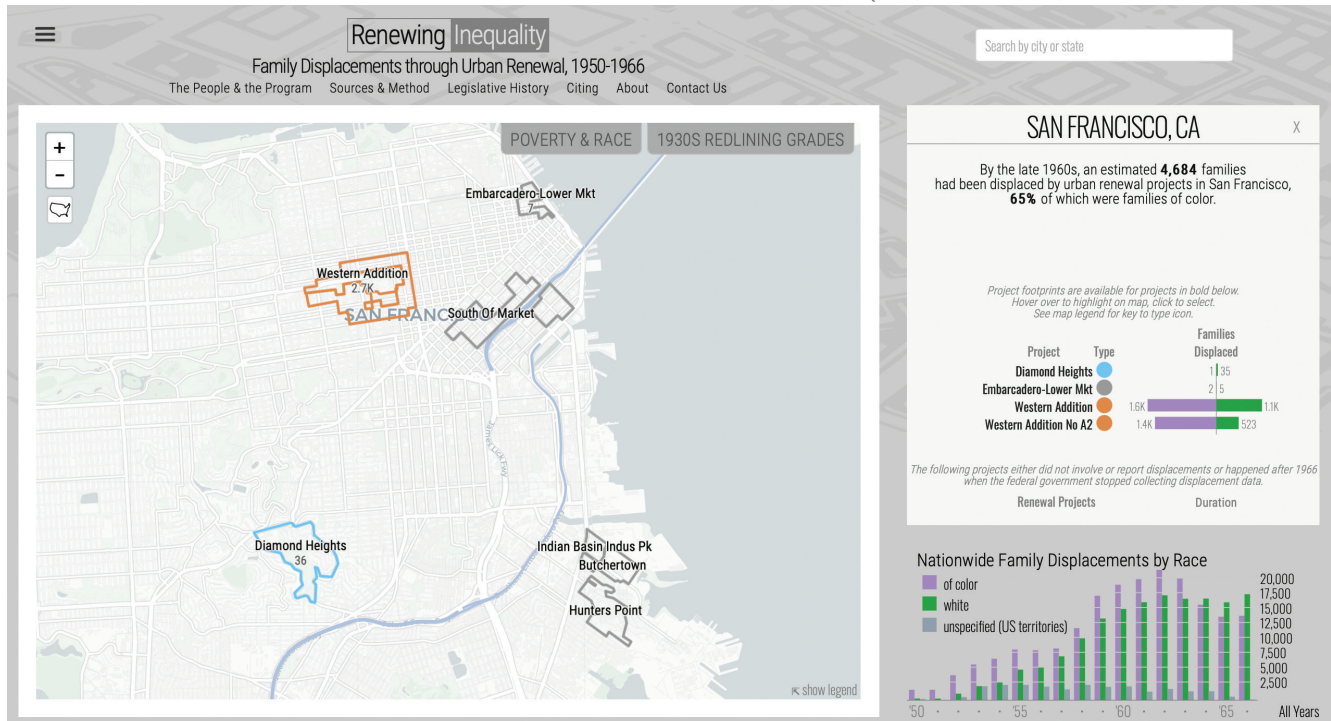 Renewing Inequality
Family Displacements through Urban Renewal, 1950-1966
The People & the Program Sources & Method Legislative History Citing About Contact Us
Search by city or state
+
−
POVERTY & RACE 1930S REDLINING GRADES
Embarcadero-Lower Mkt
7
Western Addition
2.7K
SAN FRANC
South Of Market
James Lick Fwy
Diamond Heights
36
Indian Basin Indus Pk
Butchertown
Hunters Point
show legend
SAN FRANCISCO, CA X
By the late 1960s, an estimated 4,684 families
had been displaced by urban renewal projects in San Francisco,
65% of which were families of color.
Project footprints are available for projects in bold below.
Hover over to highlight on map, click to select.
See map legend for key to type icon.
Families
Project Type Displaced
Diamond Heights 1 35
Embarcadero-Lower Mkt 2 5
Western Addition 1.6K 1.1K
Western Addition No A2 1.4K 523
The following projects either did not involve or report displacements or happened after 1966
when the federal government stopped collecting displacement data.
Renewal Projects Duration
Nationwide Family Displacements by Race
of color
white
unspecified (US territories)
20,000
17,500
15,000
12,500
10,000
7,500
5,000
2,500
'50 '55 '60 '65 All Years